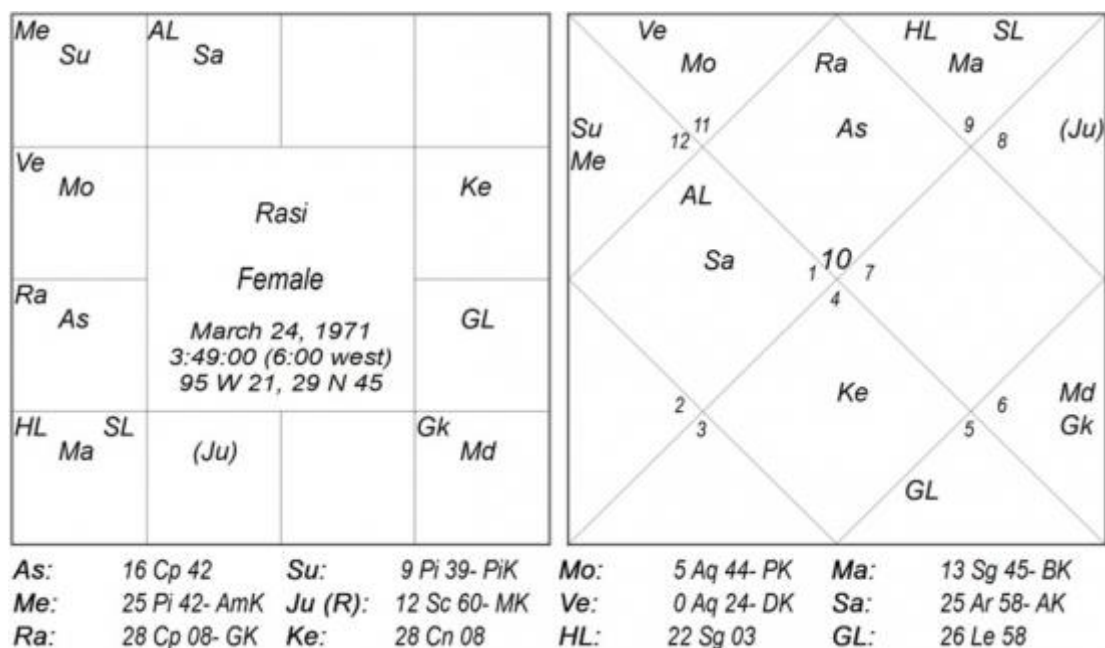 Me
Su
AL
Sa
Ve
Mo
Ke
Ra
As
GL
HL SL
Ma
(Ju)
Gk
Md
Rasi
Female
March 24, 1971
3:49:00 (6:00 west)
95 W 21, 29 N 45
Ve
Mo
Ra
As
HL SL
Ma
Su
Me
11
12
9
8
(Ju)
AL
Sa
10
1
7
4
2
3
Ke
6
5
Md
Gk
GL
As: 16 Cp 42 Su: 9 Pi 39- PiK Mo: 5 Aq 44- PK Ma: 13 Sg 45- BK
Me: 25 Pi 42- AmK Ju (R): 12 Sc 60- MK Ve: 0 Aq 24- DK Sa: 25 Ar 58- AK
Ra: 28 Cp 08- GK Ke: 28 Cn 08 HL: 22 Sg 03 GL: 26 Le 58